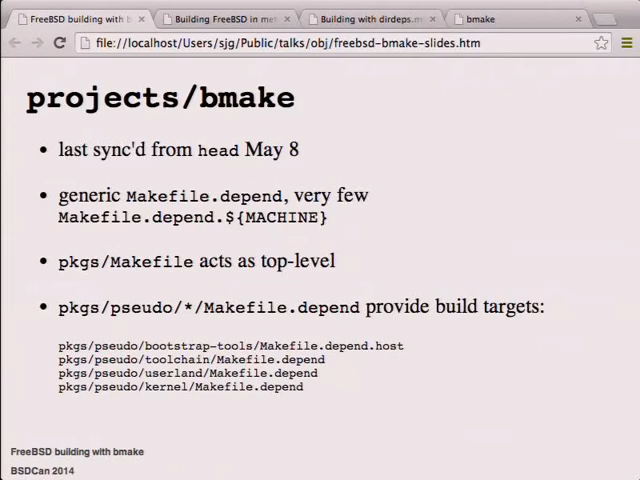 FreeBSD building with bm
Building FreeBSD in met
Building with dirdeps.m
bmake
file://localhost/Users/sjg/Public/talks/obj/freebsd-bmake-slides.htm
projects/bmake
• last sync'd from head May 8
• generic Makefile.depend, very few
Makefile.depend.${MACHINE}
• pkgs/Makefile acts as top-level
• pkgs/pseudo/*/Makefile.depend provide build targets:
pkgs/pseudo/bootstrap-tools/Makefile.depend.host
pkgs/pseudo/toolchain/Makefile.depend
pkgs/pseudo/userland/Makefile.depend
pkgs/pseudo/kernel/Makefile.depend
FreeBSD building with bmake
BSDCan 2014